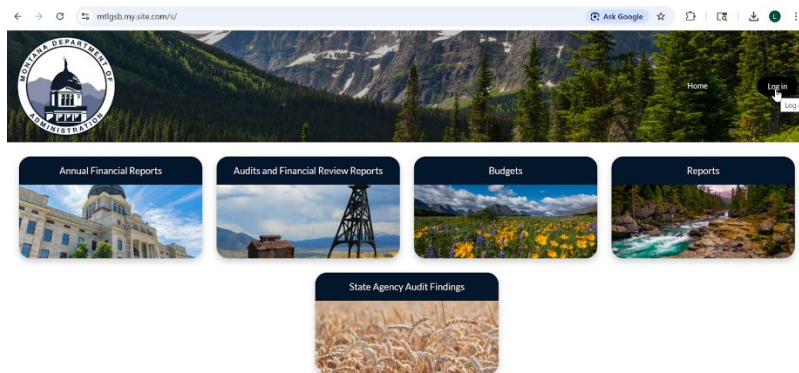 mtlgsb.my.site.com/s/
Ask Google
L
MONTANA DEPARTMENT OF
ADMINISTRATION
Home
Log in
Log i
Annual Financial Reports
Audits and Financial Review Reports
Budgets
Reports
State Agency Audit Findings